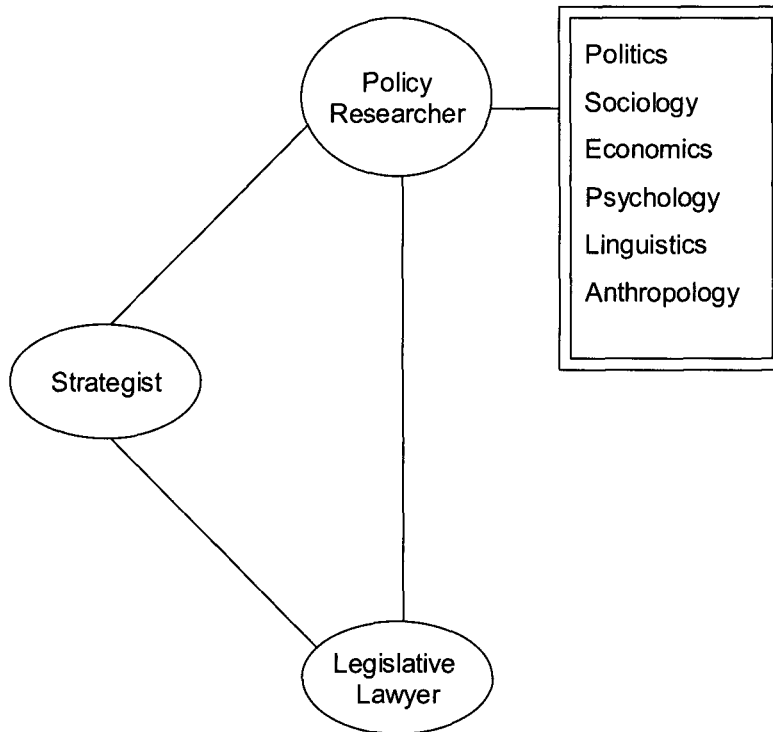 Policy
Researcher
Politics
Sociology
Economics
Psychology
Linguistics
Anthropology
Strategist
Legislative
Lawyer